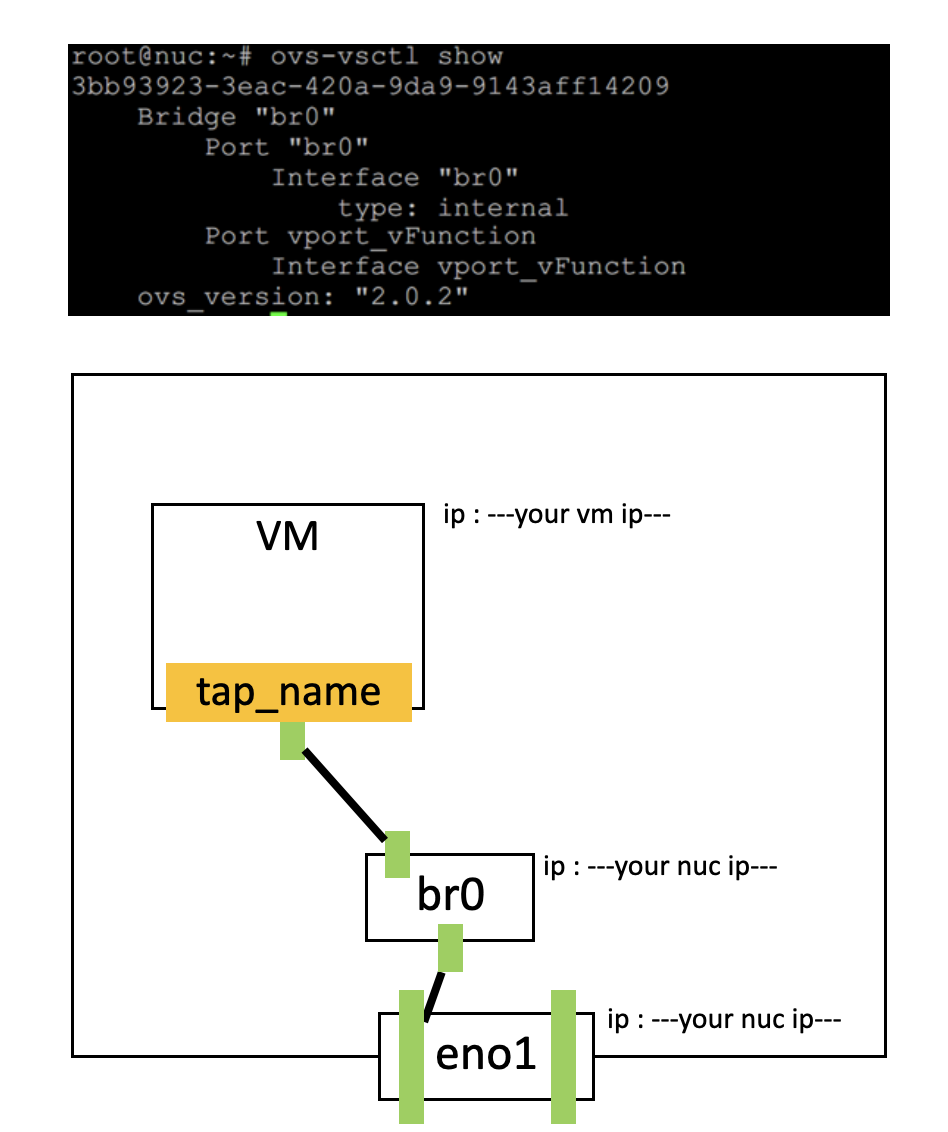 root@nuc:~# ovs-vsctl show
3bb93923-3eac-420a-9da9-9143aff14209
    Bridge "br0"
        Port "br0"
            Interface "br0"
                type: internal
        Port vport_vFunction
            Interface vport_vFunction
    ovs_version: "2.0.2"
ip : ---your vm ip---
VM
tap_name
ip : ---your nuc ip---
br0
ip : ---your nuc ip---
eno1